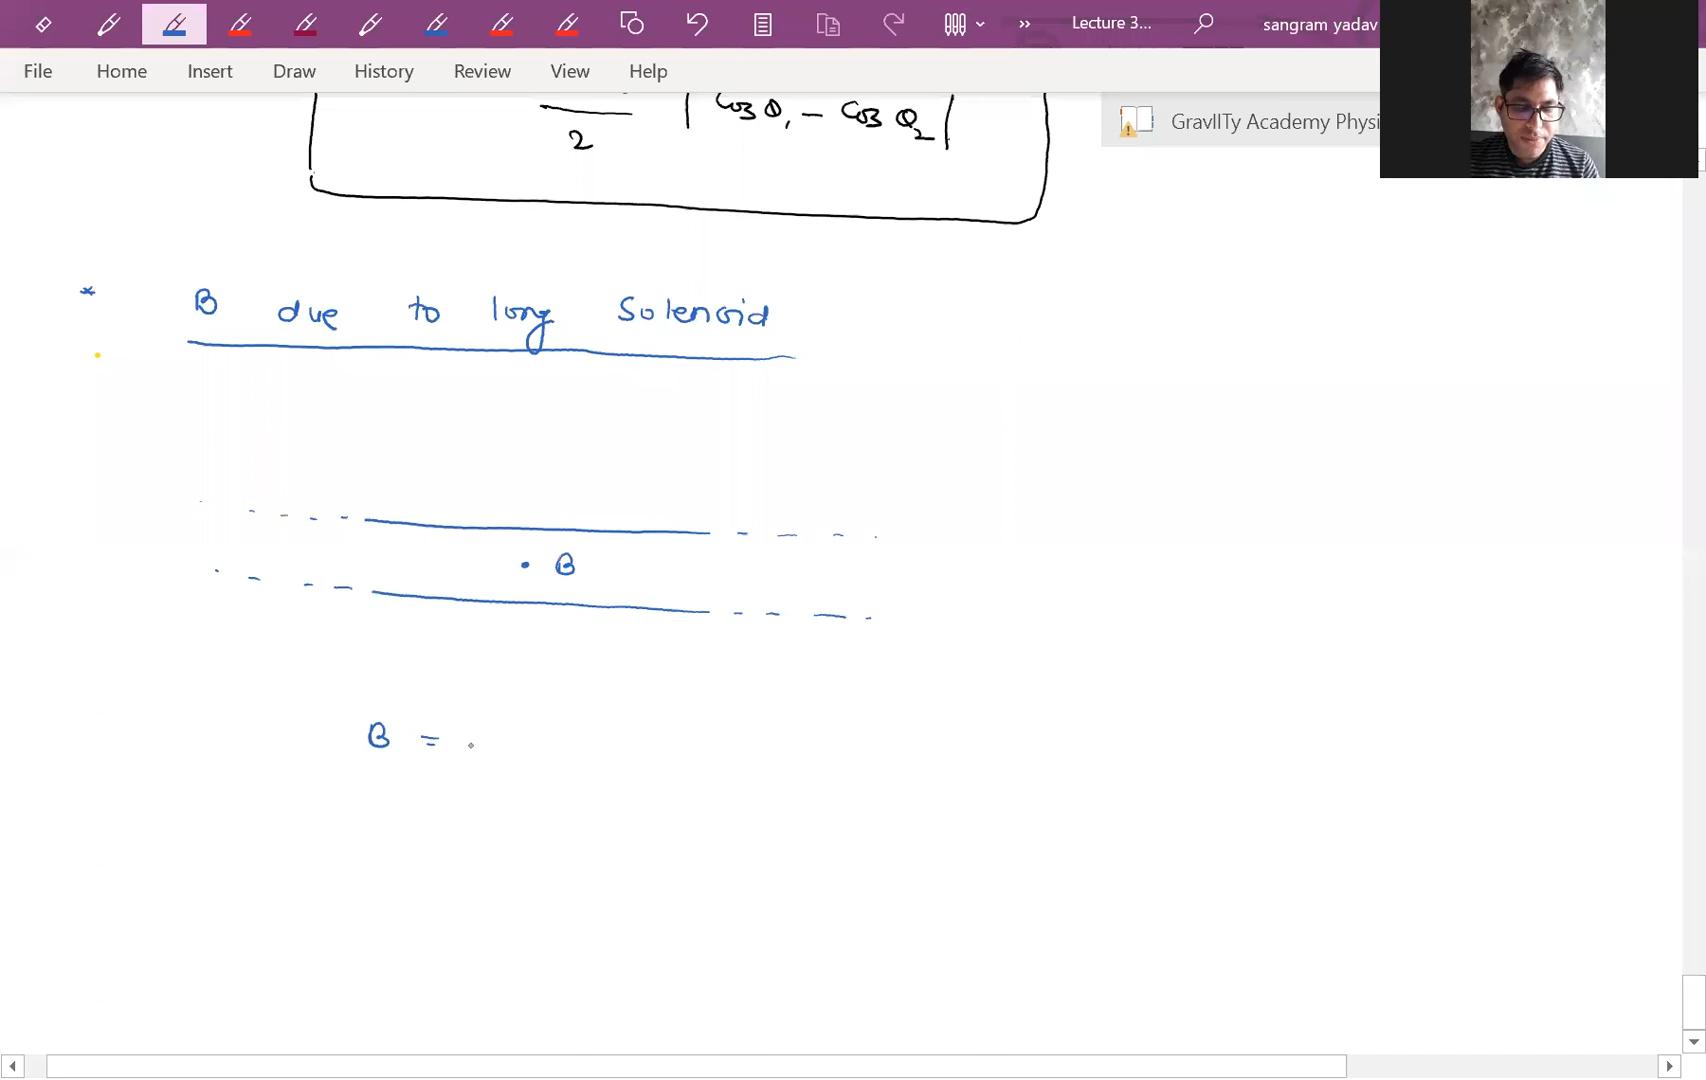 Lecture 3...
sangram yadav
File Home Insert Draw History Review View Help
GravIITy Academy Physi
2 | Cos θ₁ − Cos θ₂ |
* B due to long Solenoid
• B
B =